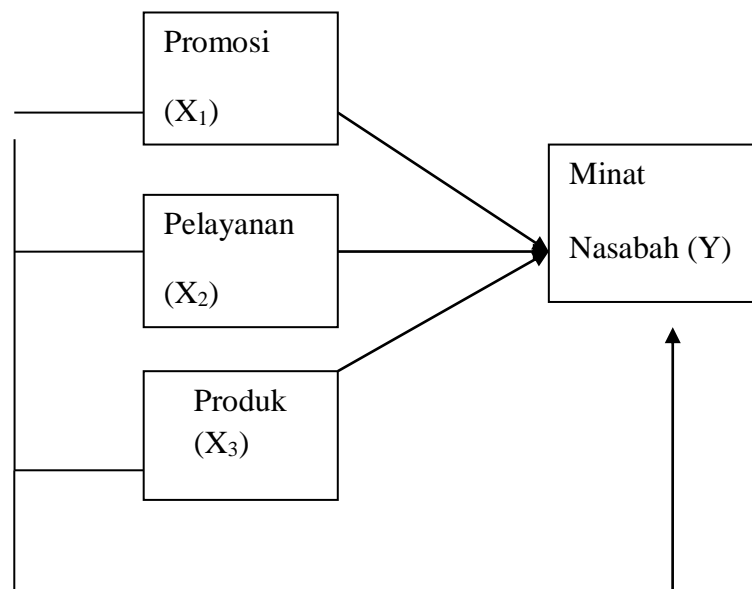 Promosi
(X₁)
Pelayanan
(X₂)
Produk
(X₃)
Minat
Nasabah (Y)